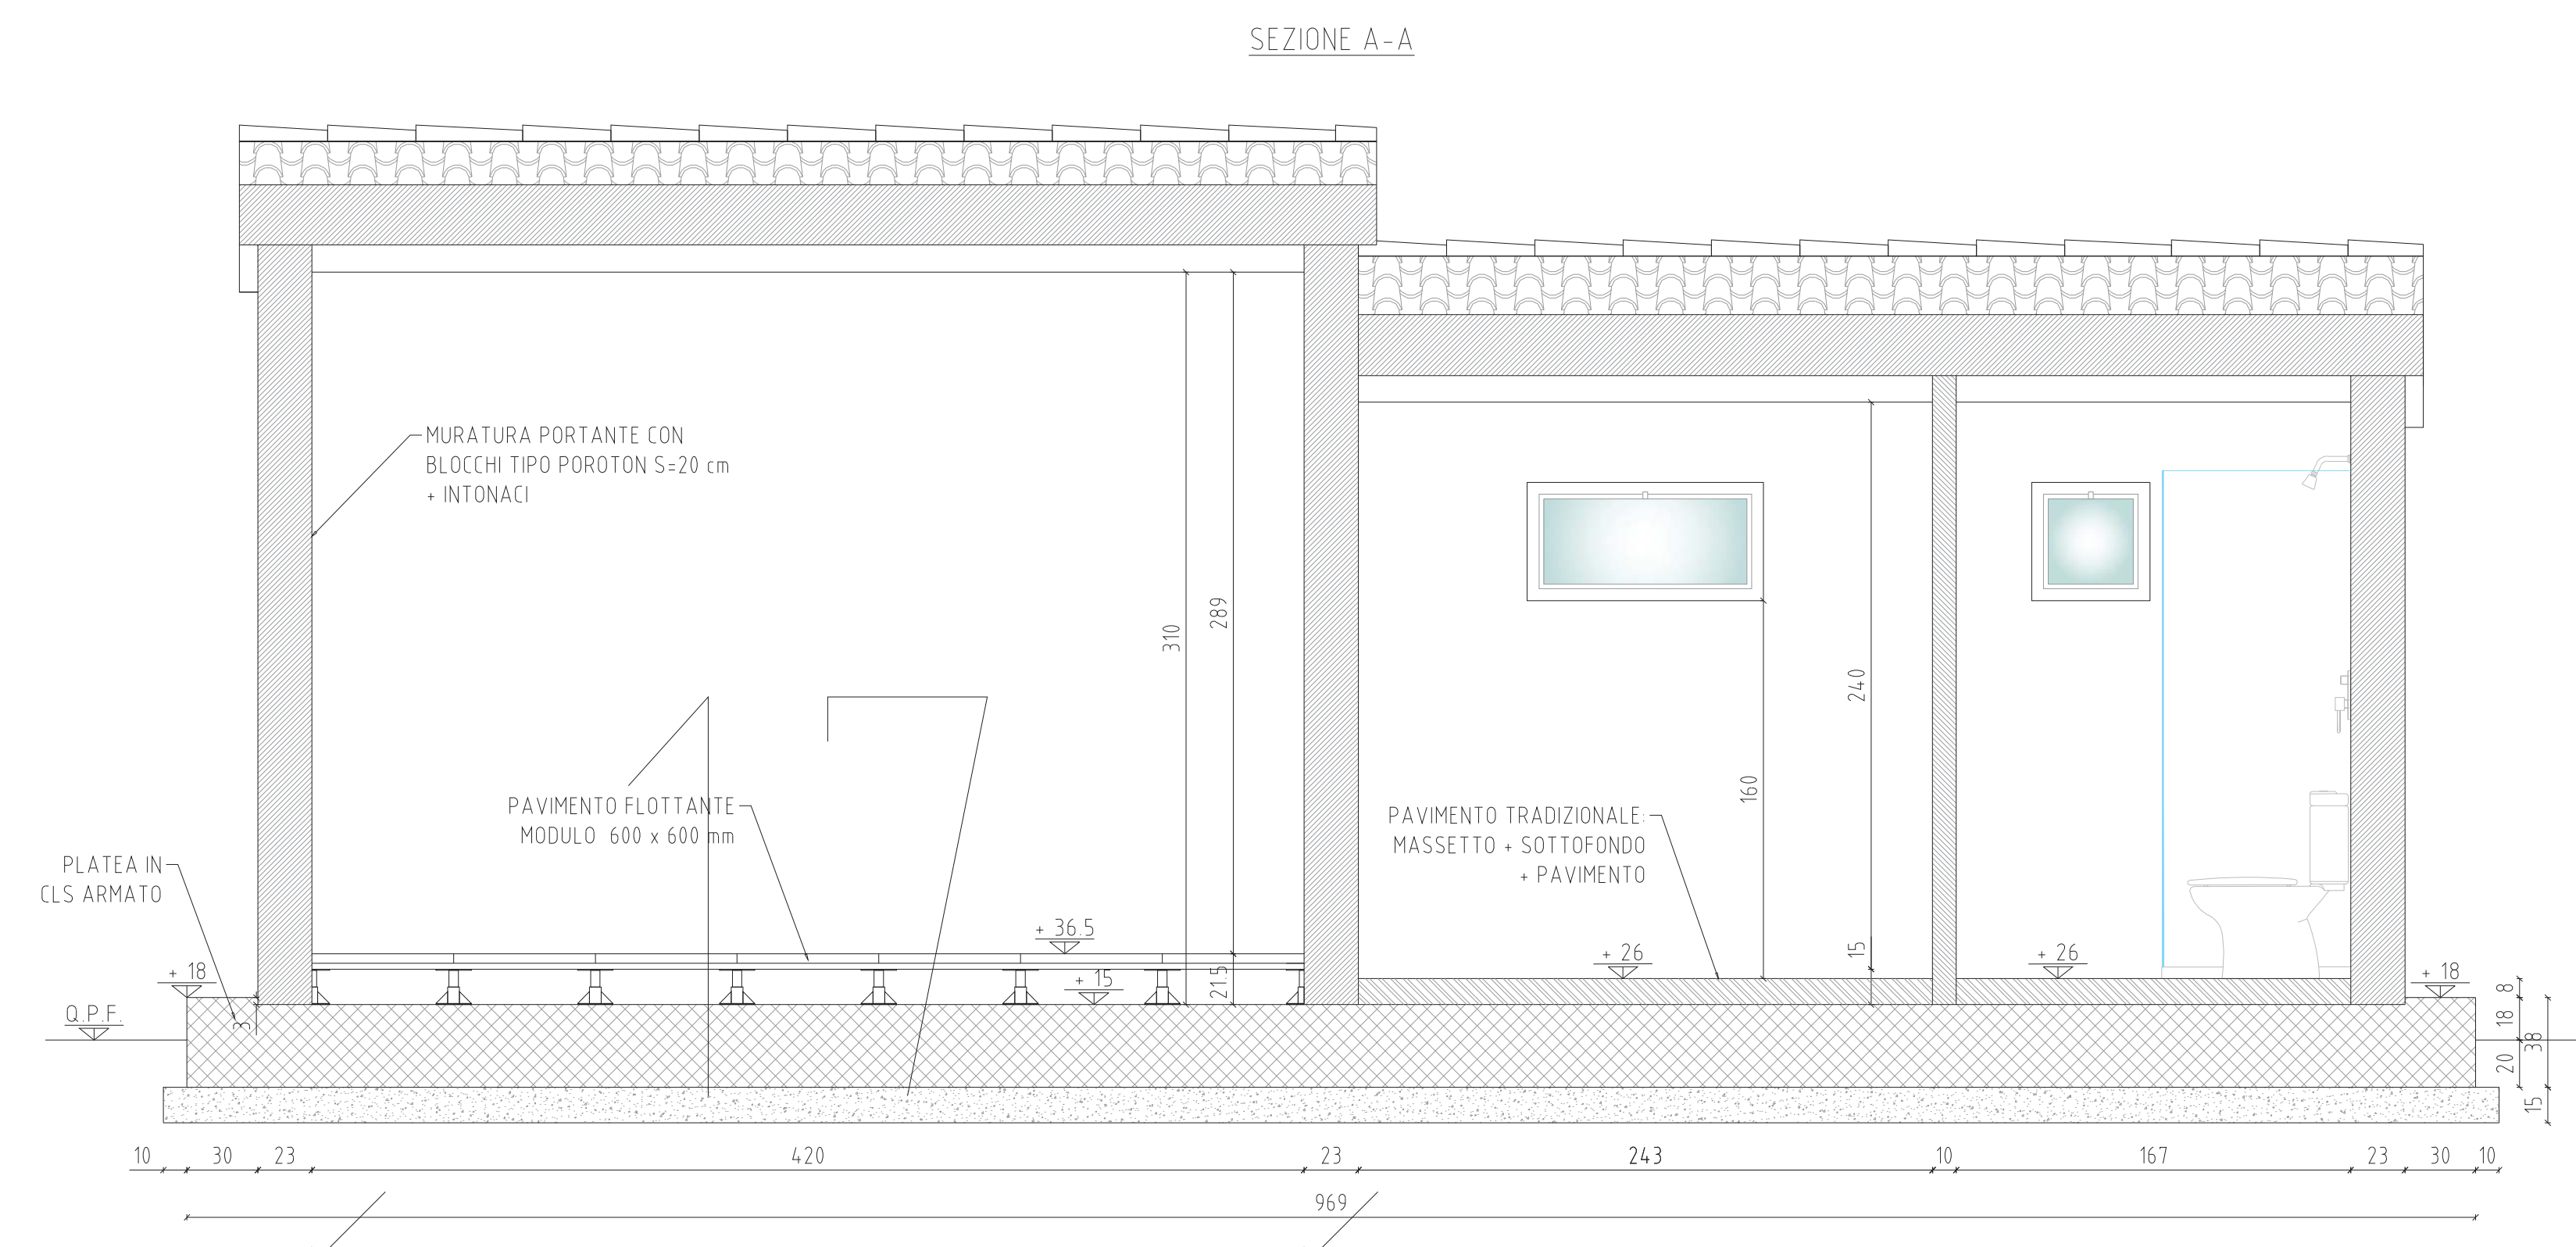 SEZIONE A-A
MURATURA PORTANTE CON
BLOCCHI TIPO POROTON S=20 cm
+ INTONACI
310
289
240
160
15
PAVIMENTO FLOTTANTE
MODULO 600 x 600 mm
PAVIMENTO TRADIZIONALE:
MASSETTO + SOTTOFONDO
+ PAVIMENTO
PLATEA IN
CLS ARMATO
+ 36.5
+ 15
21.5
+ 26
+ 26
+ 18
+ 18
Q.P.F.
3
8
18
38
20
15
10 30 23 420 23 243 10 167 23 30 10
969